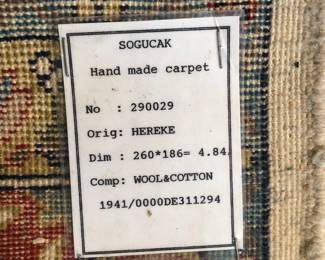 SOGUCAK
Hand made carpet
No : 290029
Orig: HEREKE
Dim : 260*186= 4.84
Comp: WOOL&COTTON
1941/0000DE311294